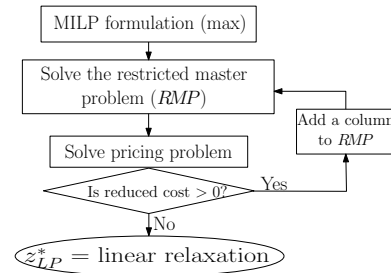 MILP formulation (max)
Solve the restricted master
problem (RMP)
Add a column
to RMP
Solve pricing problem
Is reduced cost > 0?
Yes
No
z*LP = linear relaxation